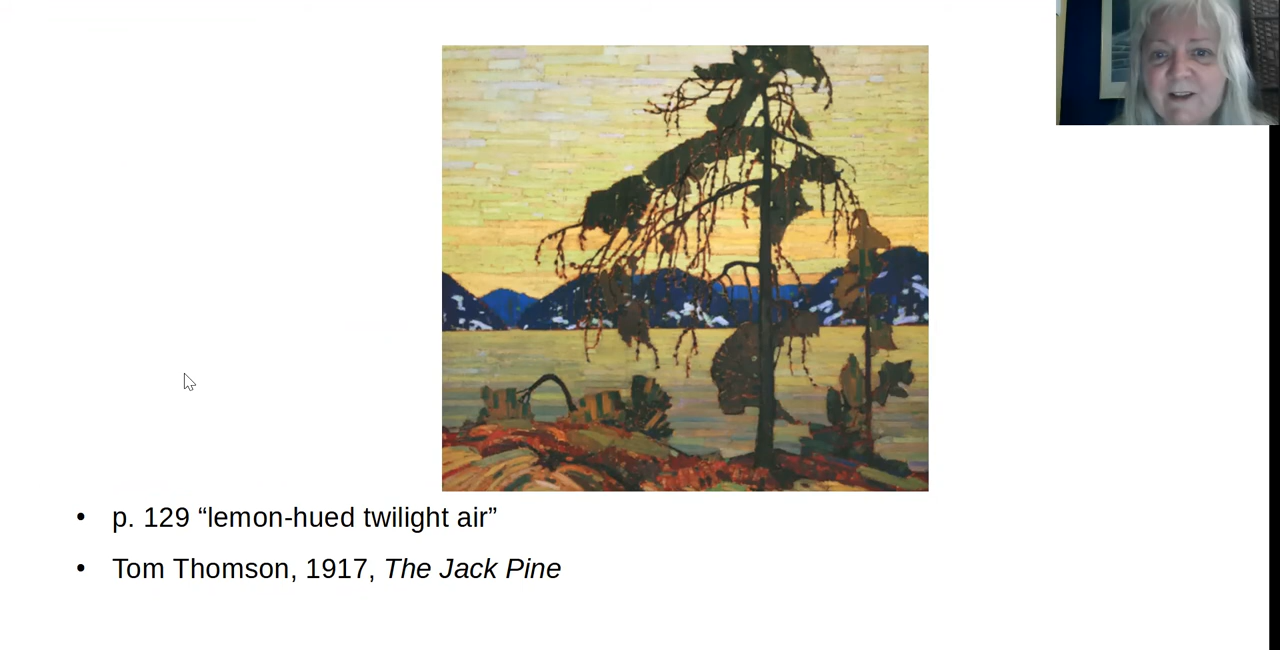 • p. 129 “lemon-hued twilight air”
• Tom Thomson, 1917, The Jack Pine